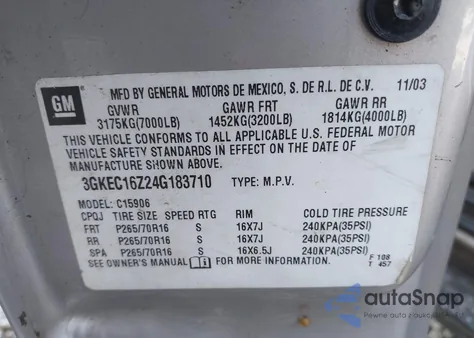 GM
MFD BY GENERAL MOTORS DE MEXICO, S. DE R.L. DE C.V. 11/03
GVWR GAWR FRT GAWR RR
3175KG(7000LB) 1452KG(3200LB) 1814KG(4000LB)
THIS VEHICLE CONFORMS TO ALL APPLICABLE U.S. FEDERAL MOTOR
VEHICLE SAFETY STANDARDS IN EFFECT ON THE DATE OF
MANUFACTURE SHOWN ABOVE.
3GKEC16Z24G183710 TYPE: M.P.V.
MODEL: C15906
CPQJ TIRE SIZE SPEED RTG RIM COLD TIRE PRESSURE
FRT P265/70R16 S 16X7J 240KPA(35PSI)
RR P265/70R16 S 16X7J 240KPA(35PSI)
SPA P265/70R16 S 16X6.5J 240KPA(35PSI)
SEE OWNER'S MANUAL FOR MORE INFORMATION. F 108
T 457
autoSnap
Pewne auto z aukcji